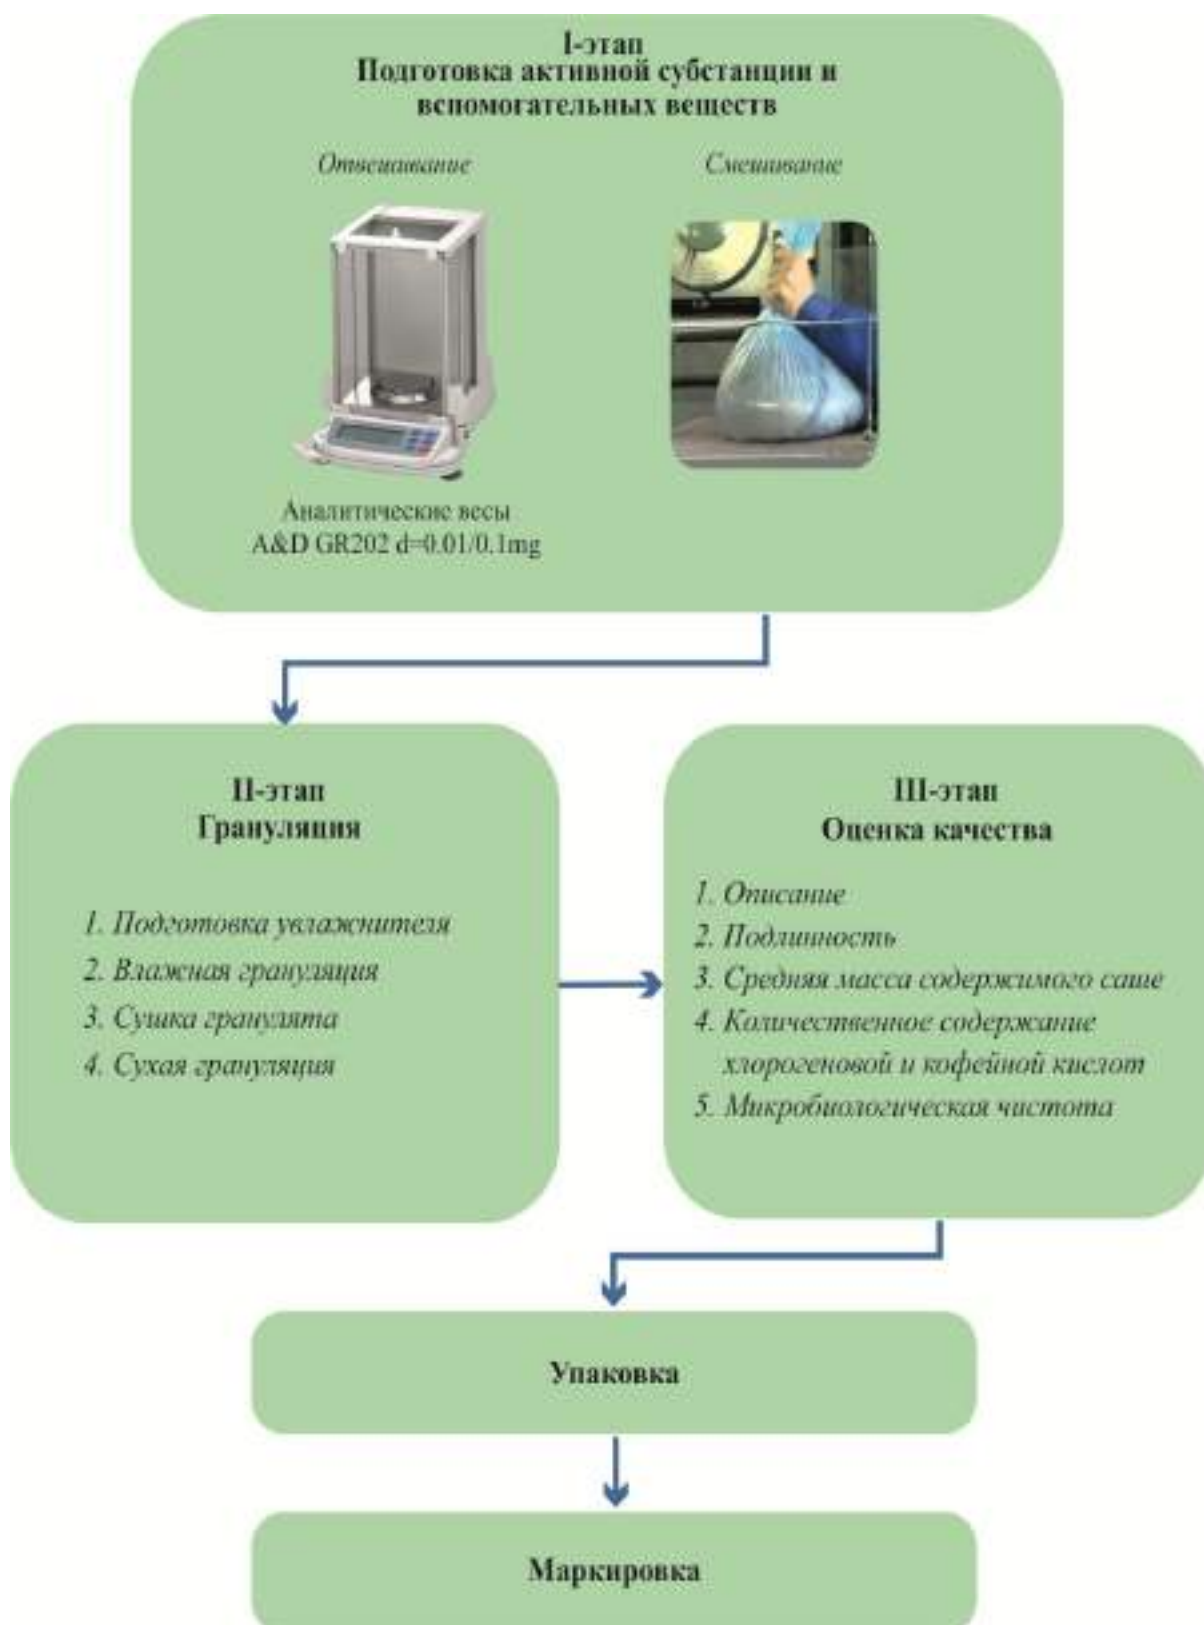 I-этап
Подготовка активной субстанции и
вспомогательных веществ
Отвешивание
Смешивание
Аналитические весы
A&D GR202 d=0.01/0.1mg
II-этап
Грануляция
1. Подготовка увлажнителя
2. Влажная грануляция
3. Сушка гранулята
4. Сухая грануляция
III-этап
Оценка качества
1. Описание
2. Подлинность
3. Средняя масса содержимого саше
4. Количественное содержание
хлорогеновой и кофейной кислот
5. Микробиологическая чистота
Упаковка
Маркировка